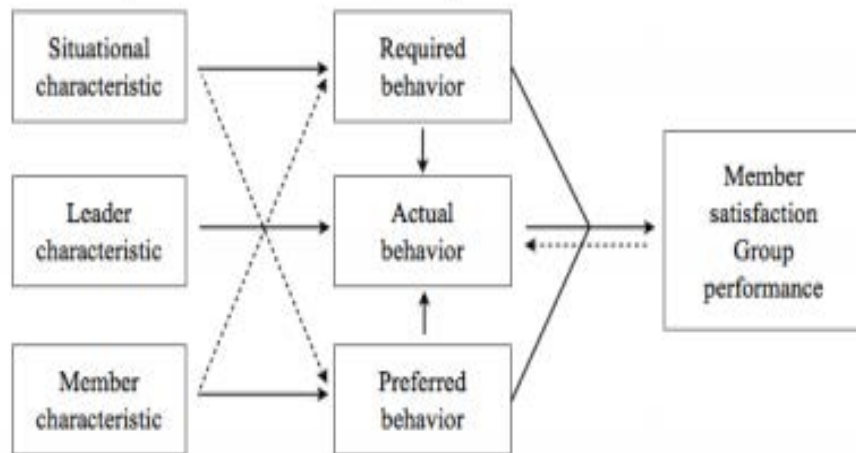 Situational
characteristic
Required
behavior
Leader
characteristic
Actual
behavior
Member
satisfaction
Group
performance
Member
characteristic
Preferred
behavior